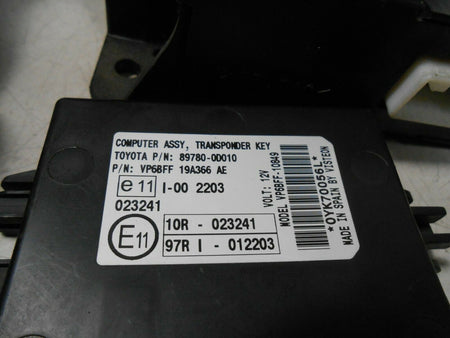 COMPUTER ASSY, TRANSPONDER KEY
TOYOTA P/N: 89780-0D010
P/N: VP6BFF 19A366 AE
e 11 I-00 2203
023241
E11
10R - 023241
97R I - 012203
VOLT: 12V
MODEL VP6BFF-10849
*0YK70056L*
MADE IN SPAIN BY VISTEON